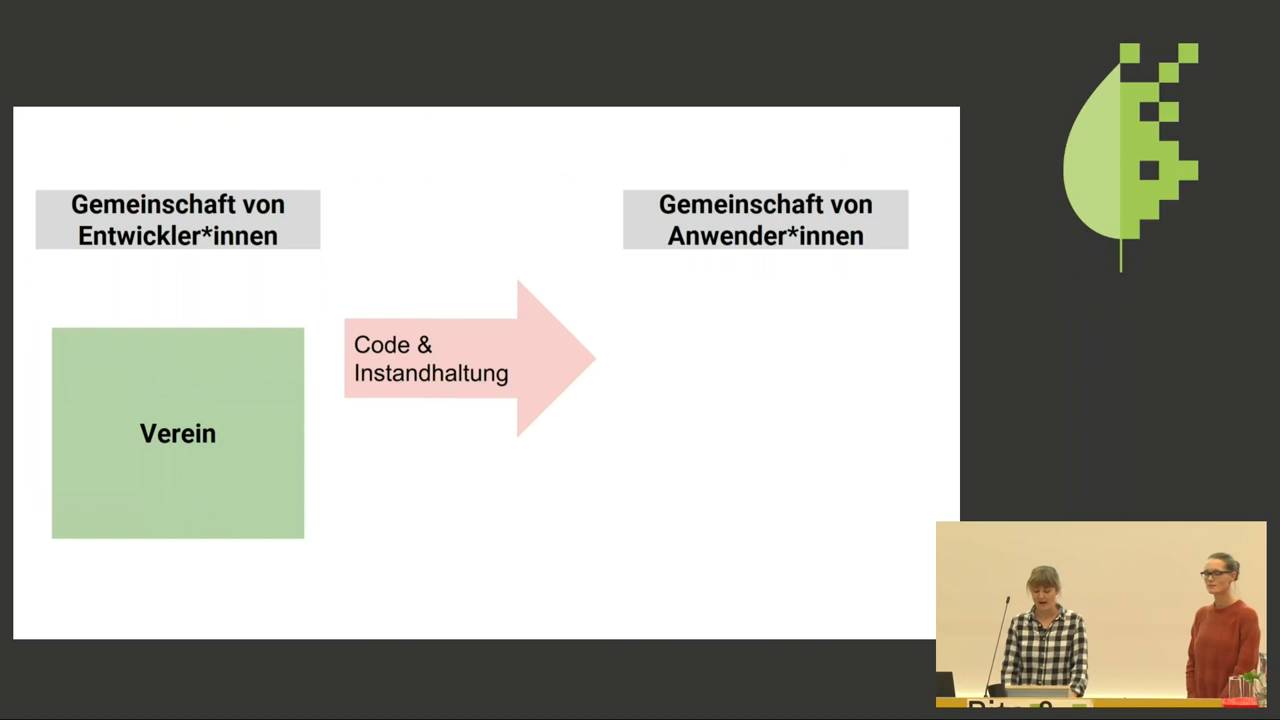 Gemeinschaft von
Entwickler*innen
Gemeinschaft von
Anwender*innen
Code &
Instandhaltung
Verein